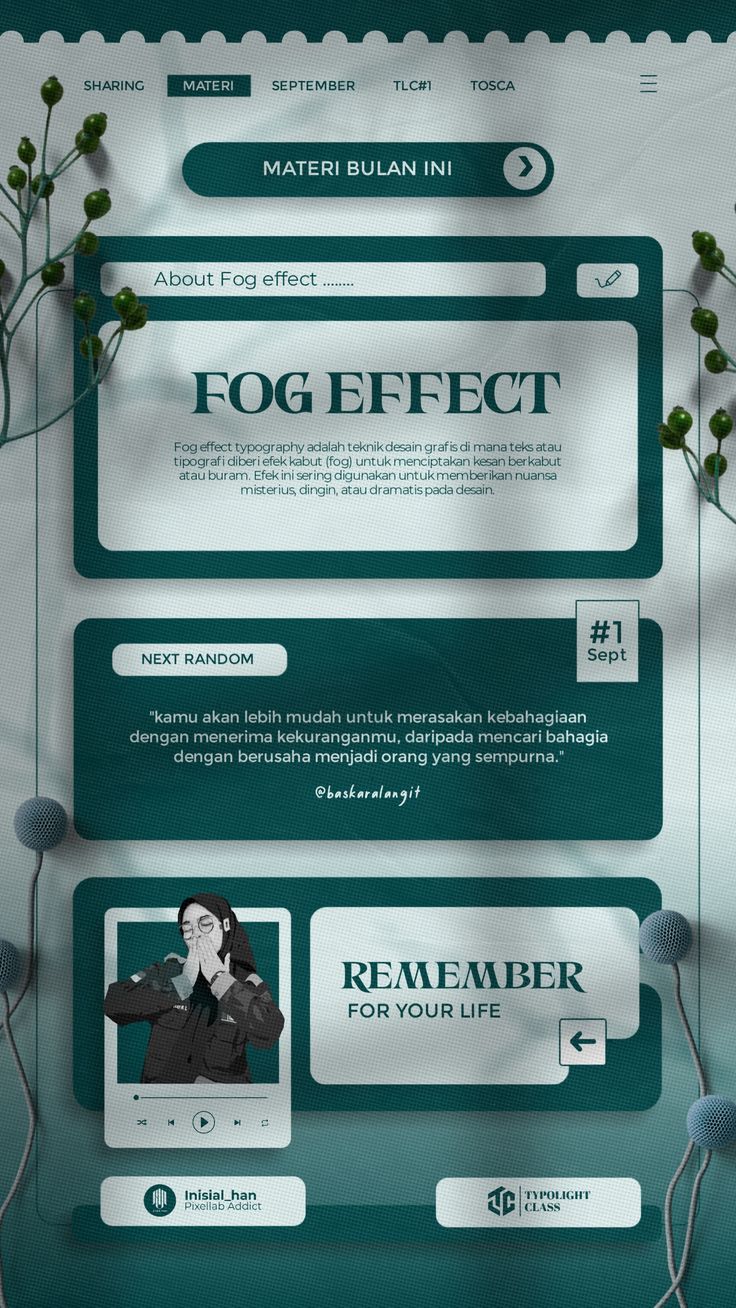 SHARING MATERI SEPTEMBER TLC#1 TOSCA
MATERI BULAN INI
About Fog effect ........
FOG EFFECT
Fog effect typography adalah teknik desain grafis di mana teks atau
tipografi diberi efek kabut (fog) untuk menciptakan kesan berkabut
atau buram. Efek ini sering digunakan untuk memberikan nuansa
misterius, dingin, atau dramatis pada desain.
#1
Sept
NEXT RANDOM
"kamu akan lebih mudah untuk merasakan kebahagiaan
dengan menerima kekuranganmu, daripada mencari bahagia
dengan berusaha menjadi orang yang sempurna."
@baskaralangit
REMEMBER
FOR YOUR LIFE
Inisial_han
Pixellab Addict
TYPOLIGHT
CLASS